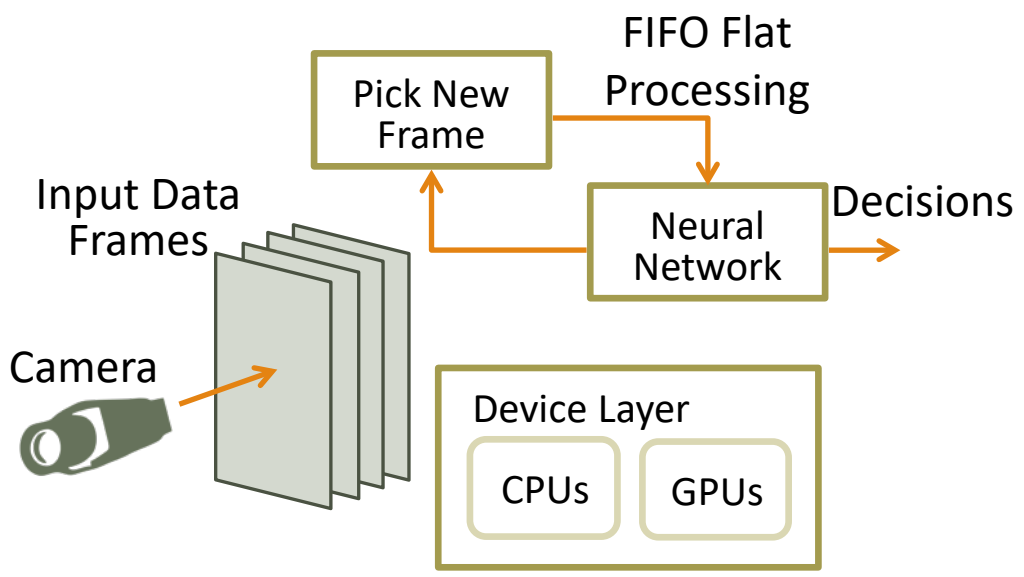 FIFO Flat
Processing
Pick New
Frame
Input Data
Frames
Neural
Network
Decisions
Camera
Device Layer
CPUs
GPUs